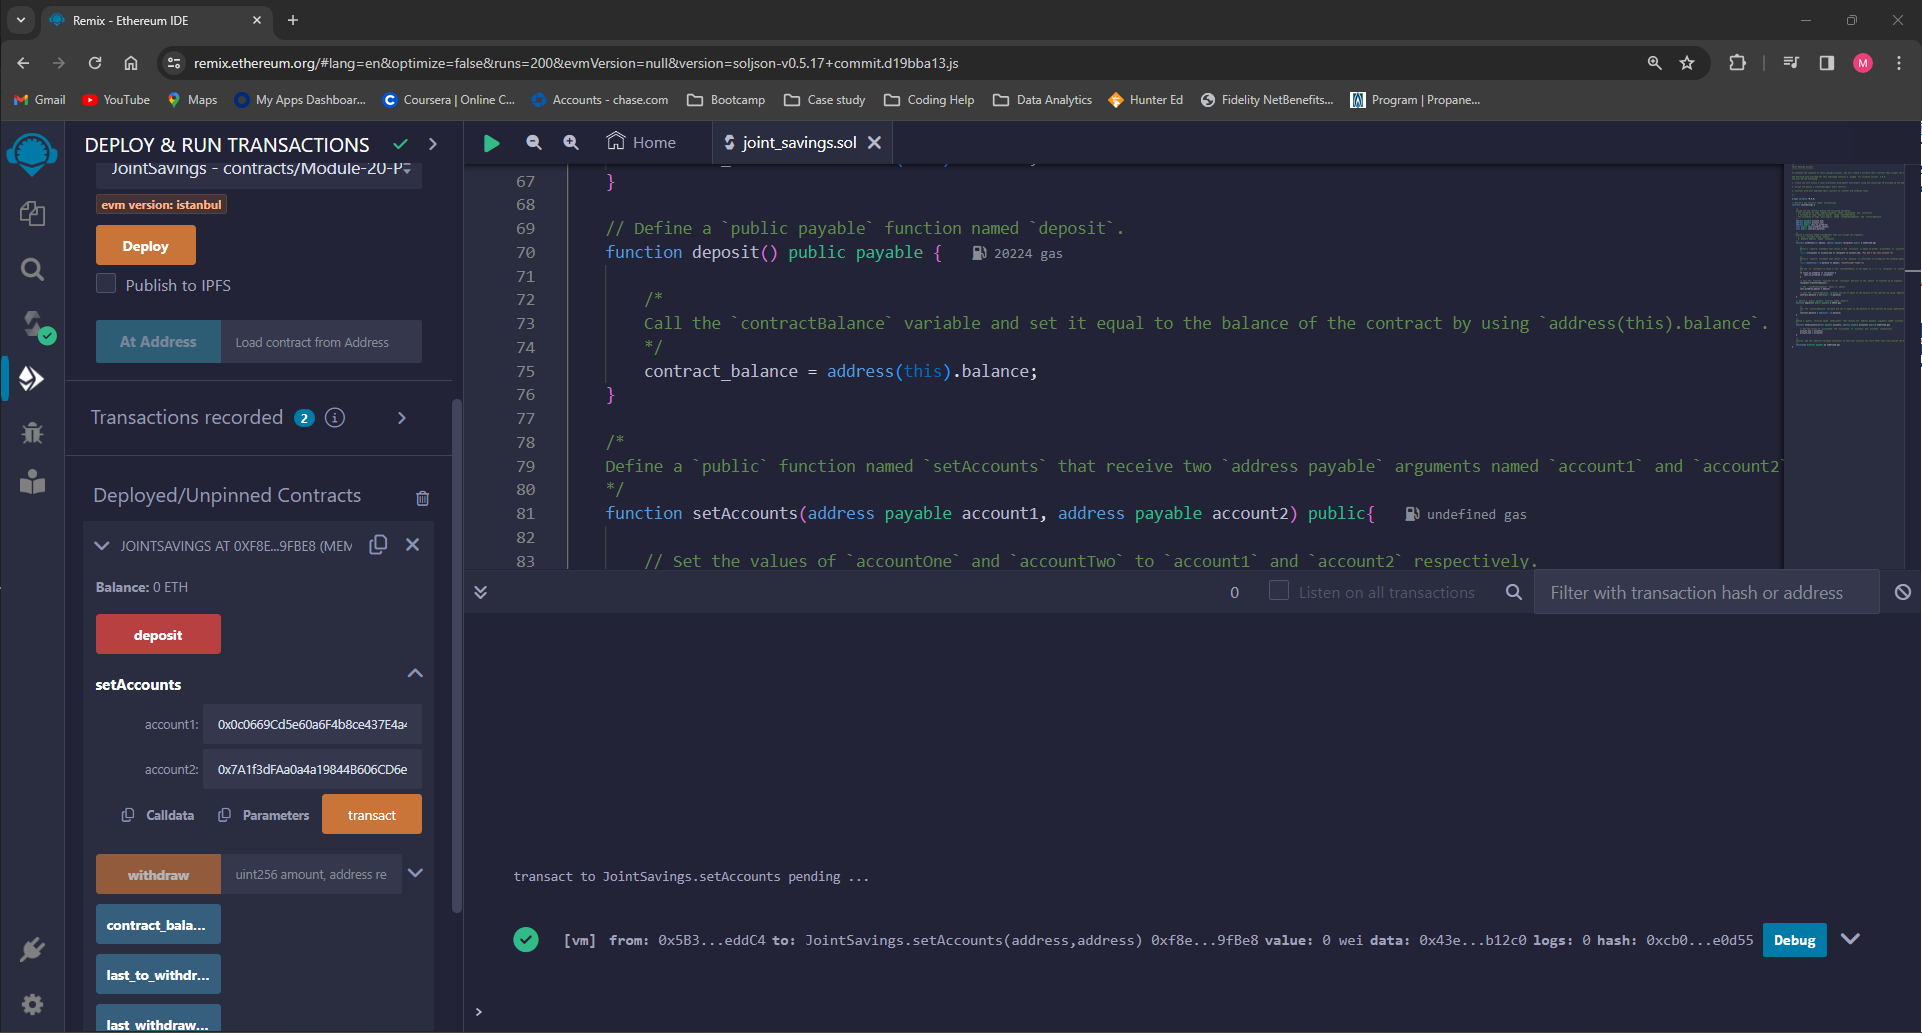 Remix - Ethereum IDE
remix.ethereum.org/#lang=en&optimize=false&runs=200&evmVersion=null&version=soljson-v0.5.17+commit.d19bba13.js
M
Gmail YouTube Maps My Apps Dashboar... Coursera | Online C... Accounts - chase.com Bootcamp Case study Coding Help Data Analytics Hunter Ed Fidelity NetBenefits... Program | Propane...
DEPLOY & RUN TRANSACTIONS
JointSavings - contracts/Module-20-P
evm version: istanbul
Deploy
Publish to IPFS
At Address Load contract from Address
Transactions recorded 2 i
Deployed/Unpinned Contracts
JOINTSAVINGS AT 0XF8E...9FBE8 (MEM
Balance: 0 ETH
deposit
setAccounts
account1: 0x0c0669Cd5e60a6F4b8ce437E4a4
account2: 0x7A1f3dFAa0a4a19844B606CD6e
Calldata Parameters transact
withdraw uint256 amount, address re
contract_bala...
last_to_withdr...
last_withdraw...
Home joint_savings.sol
67 }
68
69 // Define a `public payable` function named `deposit`.
70 function deposit() public payable { 20224 gas
71
72 /*
73 Call the `contractBalance` variable and set it equal to the balance of the contract by using `address(this).balance`.
74 */
75 contract_balance = address(this).balance;
76 }
77
78 /*
79 Define a `public` function named `setAccounts` that receive two `address payable` arguments named `account1` and `account2`
80 */
81 function setAccounts(address payable account1, address payable account2) public{ undefined gas
82
83 // Set the values of `accountOne` and `accountTwo` to `account1` and `account2` respectively.
0 Listen on all transactions Filter with transaction hash or address
transact to JointSavings.setAccounts pending ...
[vm] from: 0x5B3...eddC4 to: JointSavings.setAccounts(address,address) 0xf8e...9fBe8 value: 0 wei data: 0x43e...b12c0 logs: 0 hash: 0xcb0...e0d55 Debug
>